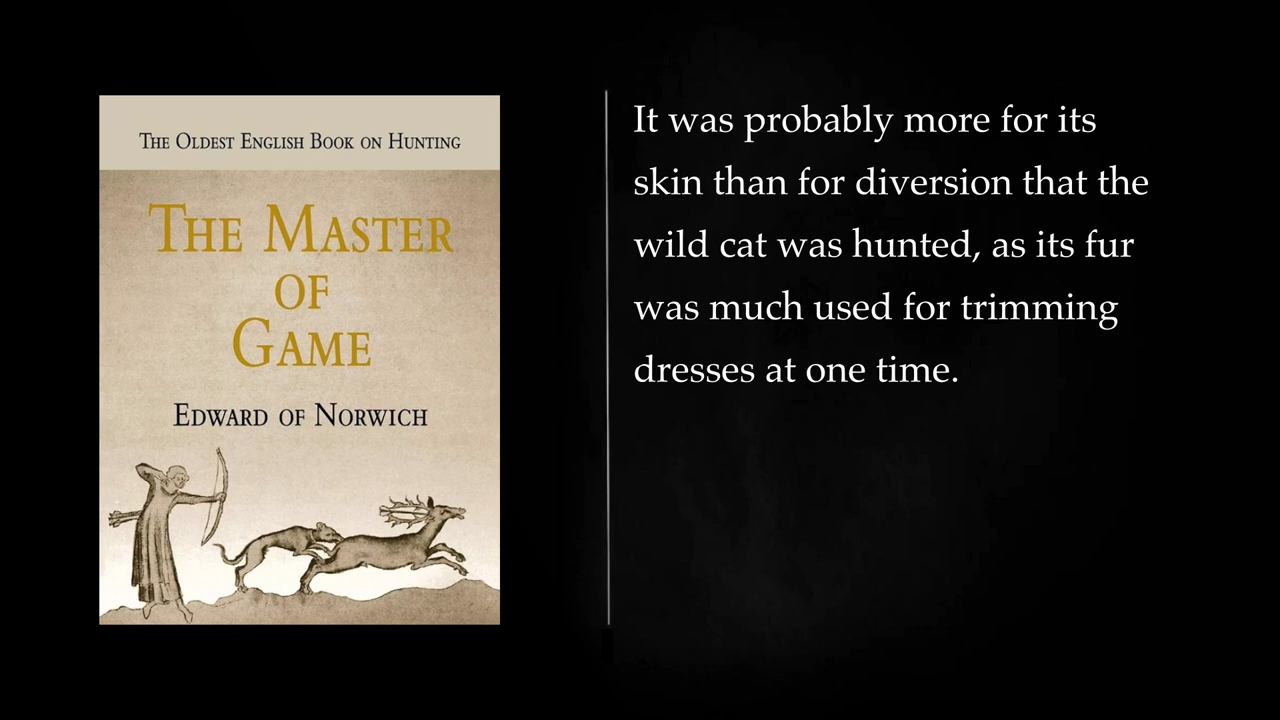 The Oldest English Book on Hunting
The Master
of
Game
Edward of Norwich
It was probably more for its
skin than for diversion that the
wild cat was hunted, as its fur
was much used for trimming
dresses at one time.